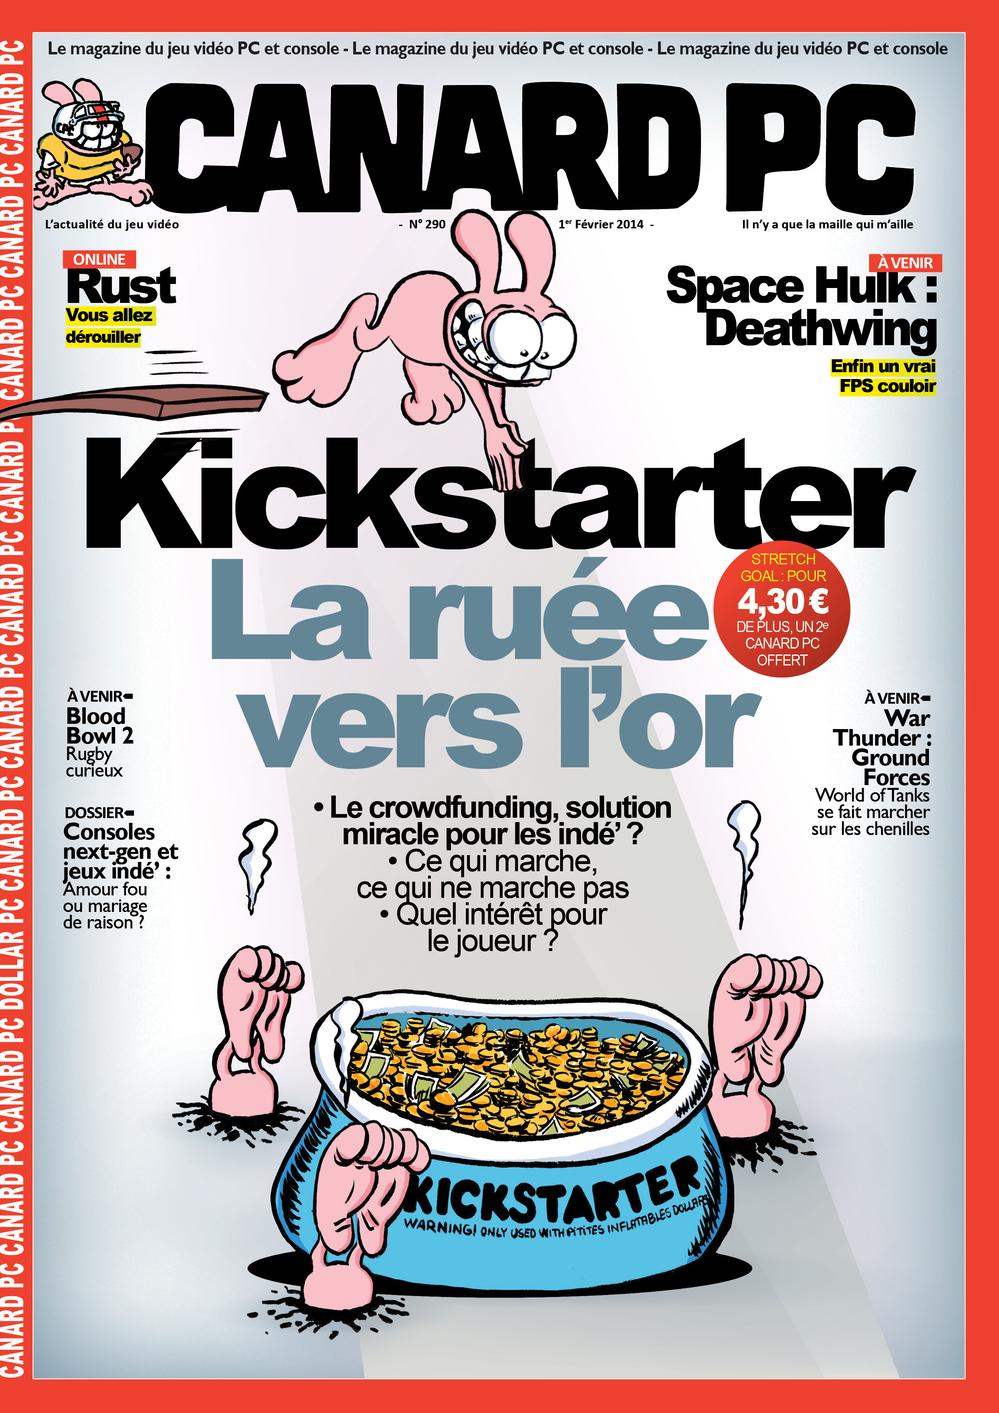 Le magazine du jeu vidéo PC et console - Le magazine du jeu vidéo PC et console - Le magazine du jeu vidéo PC et console
CANARD PC
L'actualité du jeu vidéo
- N° 290
1er Février 2014 -
Il n'y a que la maille qui m'aille
ONLINE
Rust
Vous allez
dérouiller
À VENIR
Space Hulk :
Deathwing
Enfin un vrai
FPS couloir
Kickstarter
La ruée
vers l'or
STRETCH
GOAL : POUR
4,30 €
DE PLUS, UN 2e
CANARD PC
OFFERT
À VENIR
Blood
Bowl 2
Rugby
curieux
DOSSIER
Consoles
next-gen et
jeux indé' :
Amour fou
ou mariage
de raison ?
À VENIR
War
Thunder :
Ground
Forces
World of Tanks
se fait marcher
sur les chenilles
• Le crowdfunding, solution
miracle pour les indé' ?
• Ce qui marche,
ce qui ne marche pas
• Quel intérêt pour
le joueur ?
KICKSTARTER
WARNING! ONLY USED WITH PITITES INFLATABLES DOLLARS
CANARD PC CANARD PC CANARD PC CANARD PC DOLLAR PC CANARD PC CANARD PC CANARD PC CANARD PC CANARD PC CANARD PC CANARD PC
CPC